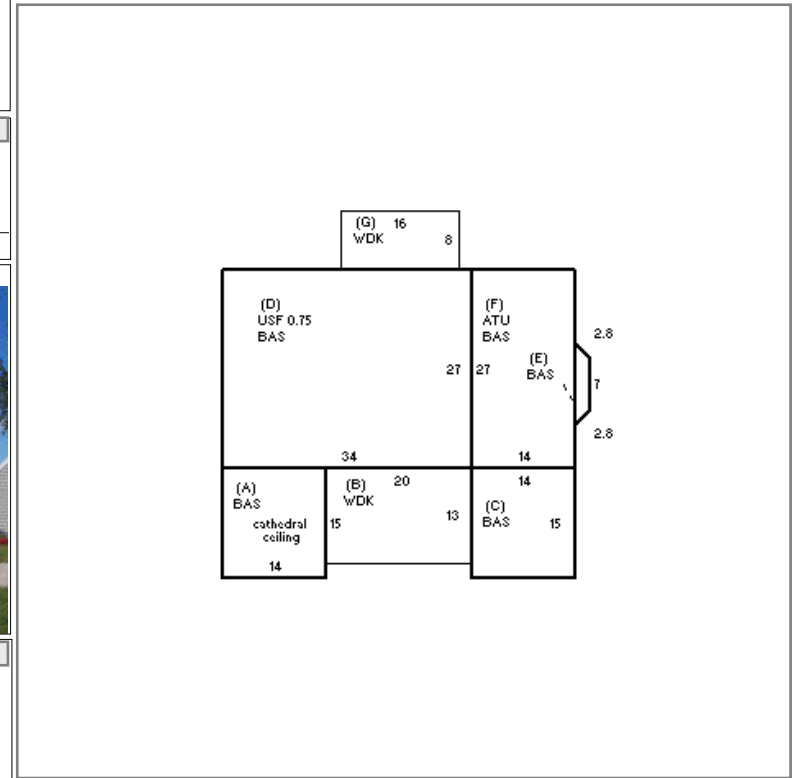 (G) 16
WDK
8
(D)
USF 0.75
BAS
(F)
ATU
BAS
(E)
BAS
2.8
7
2.8
27
27
34
14
(A)
BAS
cathedral
ceiling
14
15
(B)
WDK
20
13
14
(C)
BAS
15